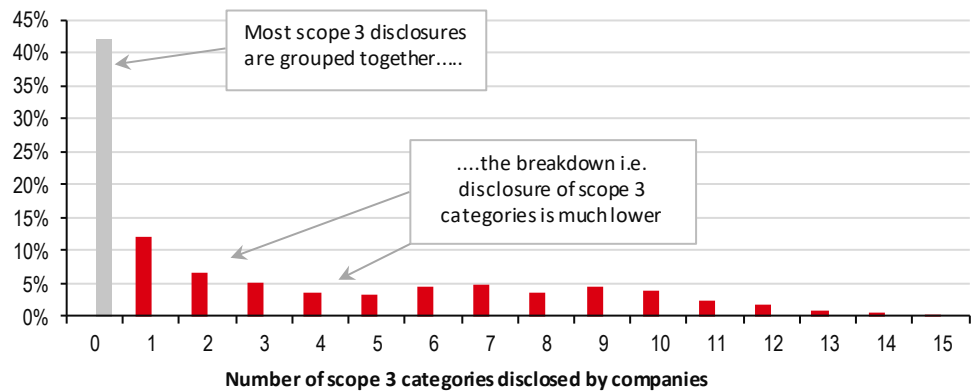 45%
40%
35%
30%
25%
20%
15%
10%
5%
0%
Most scope 3 disclosures
are grouped together.....
....the breakdown i.e.
disclosure of scope 3
categories is much lower
0 1 2 3 4 5 6 7 8 9 10 11 12 13 14 15
Number of scope 3 categories disclosed by companies